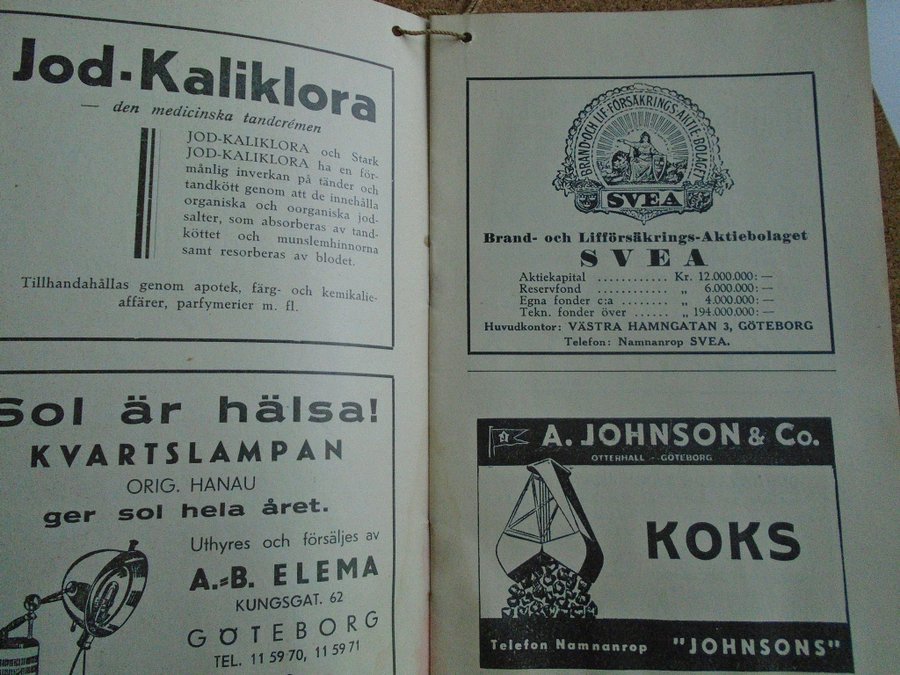 Jod-Kaliklora
— den medicinska tandcrémen
JOD-KALIKLORA och Stark
JOD-KALIKLORA ha en för-
månlig inverkan på tänder och
tandkött genom att de innehålla
organiska och oorganiska jod-
salter, som absorberas av tand-
köttet och munslemhinnorna
samt resorberas av blodet.
Tillhandahållas genom apotek, färg- och kemikalie-
affärer, parfymerier m. fl.
Sol är hälsa!
KVARTSLAMPAN
ORIG. HANAU
ger sol hela året.
Uthyres och försäljes av
A.=B. ELEMA
KUNGSGAT. 62
GÖTEBORG
TEL. 11 59 70, 11 59 71
BRAND-OCH LIF-FÖRSÄKRINGS-AKTIE-BOLAGET
SVEA
Brand- och Lifförsäkrings-Aktiebolaget
SVEA
Aktiekapital ............ Kr. 12.000.000: —
Reservfond ............ „ 6.000.000: —
Egna fonder c:a ........ „ 4.000.000: —
Tekn. fonder över ...... „ 194.000.000: —
Huvudkontor: VÄSTRA HAMNGATAN 3, GÖTEBORG
Telefon: Namnanrop SVEA.
A. JOHNSON & Co.
OTTERHALL - GÖTEBORG
KOKS
Telefon Namnanrop "JOHNSONS"